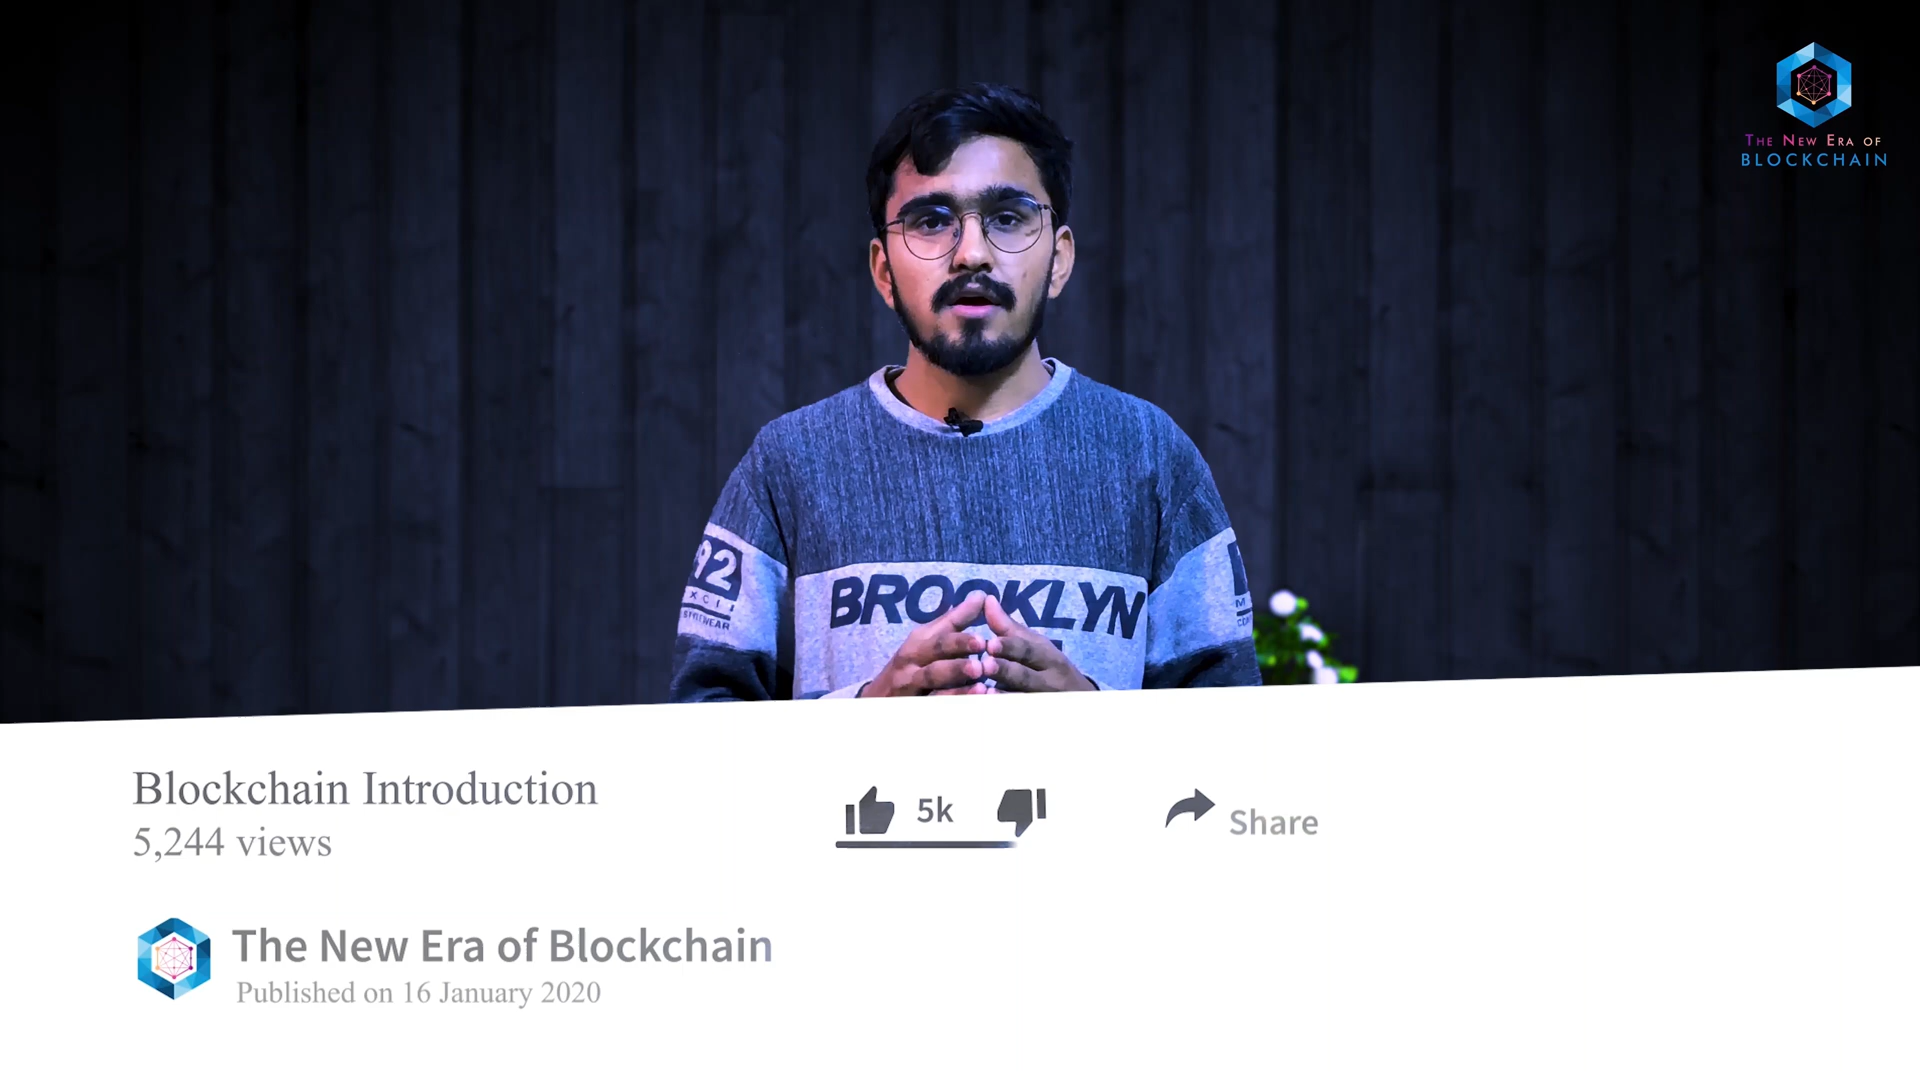 THE NEW ERA OF
BLOCKCHAIN
92
XCII
BROOKLYN
Blockchain Introduction
5,244 views
5k
Share
The New Era of Blockchain
Published on 16 January 2020